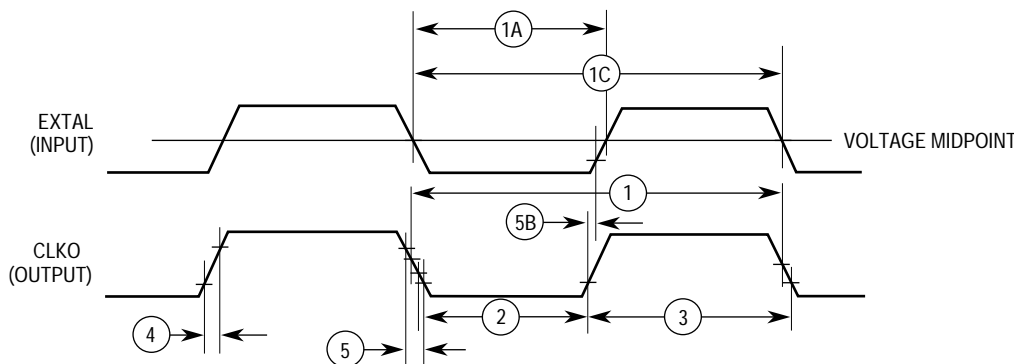 1A
1C
EXTAL
(INPUT)
VOLTAGE MIDPOINT
1
5B
CLKO
(OUTPUT)
2
3
4
5